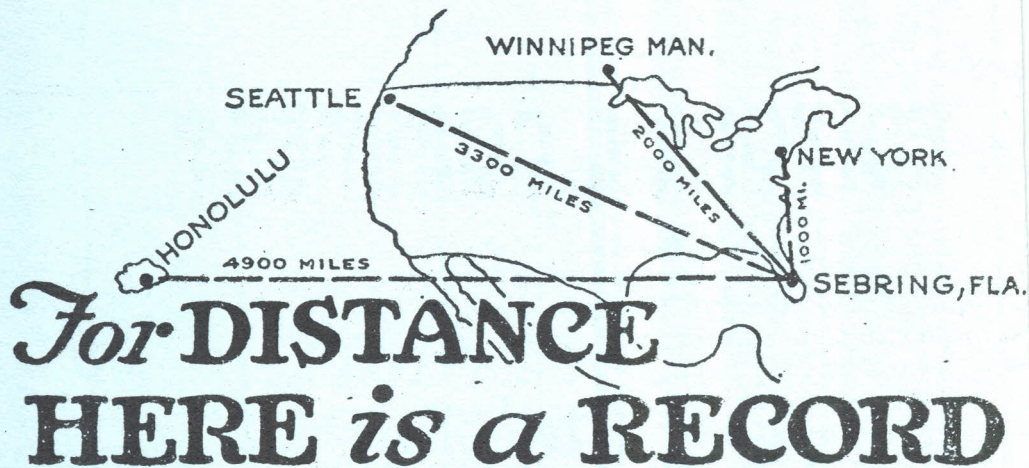 WINNIPEG MAN.
SEATTLE
3300 MILES
2000 MILES
NEW YORK
1000 MI.
HONOLULU
4900 MILES
SEBRING, FLA.
For DISTANCE
HERE is a RECORD